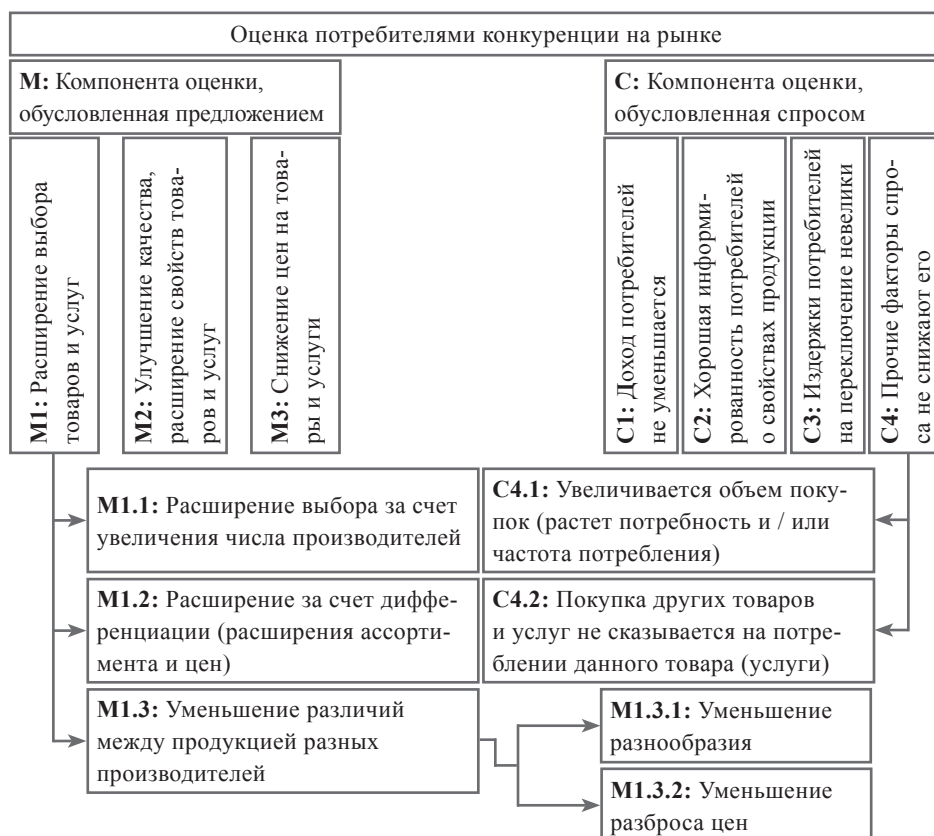 Оценка потребителями конкуренции на рынке
М: Компонента оценки,
обусловленная предложением
С: Компонента оценки,
обусловленная спросом
М1: Расширение выбора
товаров и услуг
М2: Улучшение качества,
расширение свойств това-
ров и услуг
М3: Снижение цен на това-
ры и услуги
С1: Доход потребителей
не уменьшается
С2: Хорошая информи-
рованность потребителей
о свойствах продукции
С3: Издержки потребителей
на переключение невелики
С4: Прочие факторы спро-
са не снижают его
М1.1: Расширение выбора за счет
увеличения числа производителей
С4.1: Увеличивается объем поку-
пок (растет потребность и / или
частота потребления)
М1.2: Расширение за счет диффе-
ренциации (расширения ассорти-
мента и цен)
С4.2: Покупка других товаров
и услуг не сказывается на потре-
блении данного товара (услуги)
М1.3: Уменьшение различий
между продукцией разных
производителей
М1.3.1: Уменьшение
разнообразия
М1.3.2: Уменьшение
разброса цен